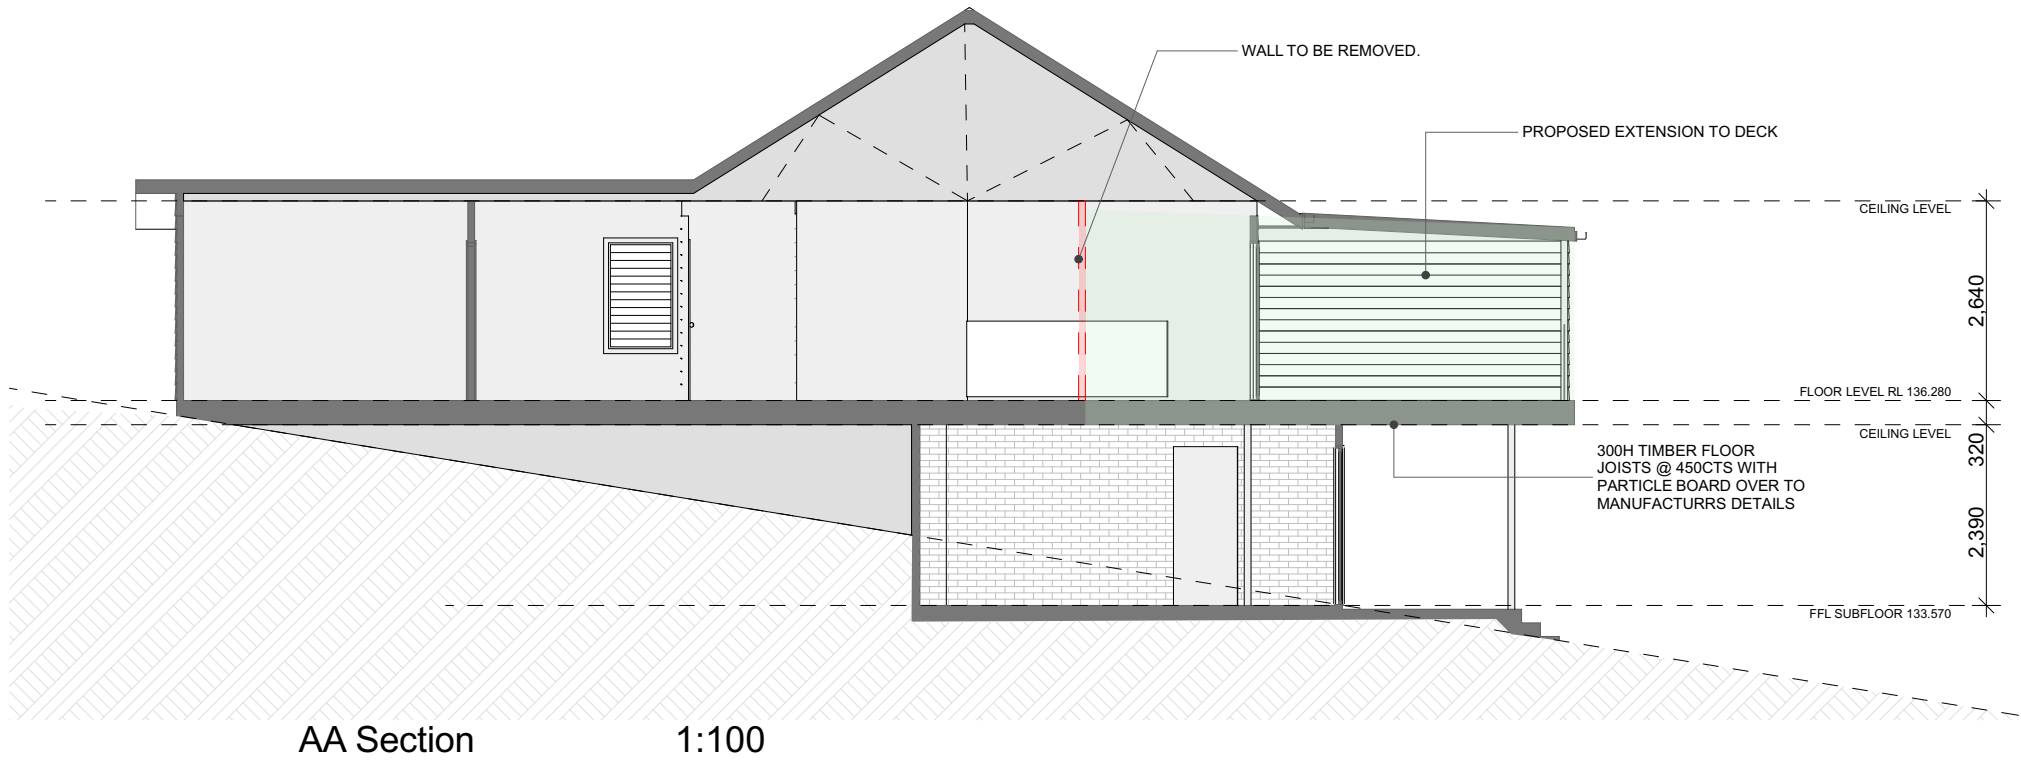 WALL TO BE REMOVED.
PROPOSED EXTENSION TO DECK
CEILING LEVEL
2,640
FLOOR LEVEL RL 136.280
CEILING LEVEL
320
300H TIMBER FLOOR
JOISTS @ 450CTS WITH
PARTICLE BOARD OVER TO
MANUFACTURRS DETAILS
2,390
FFL SUBFLOOR 133.570
AA Section 1:100